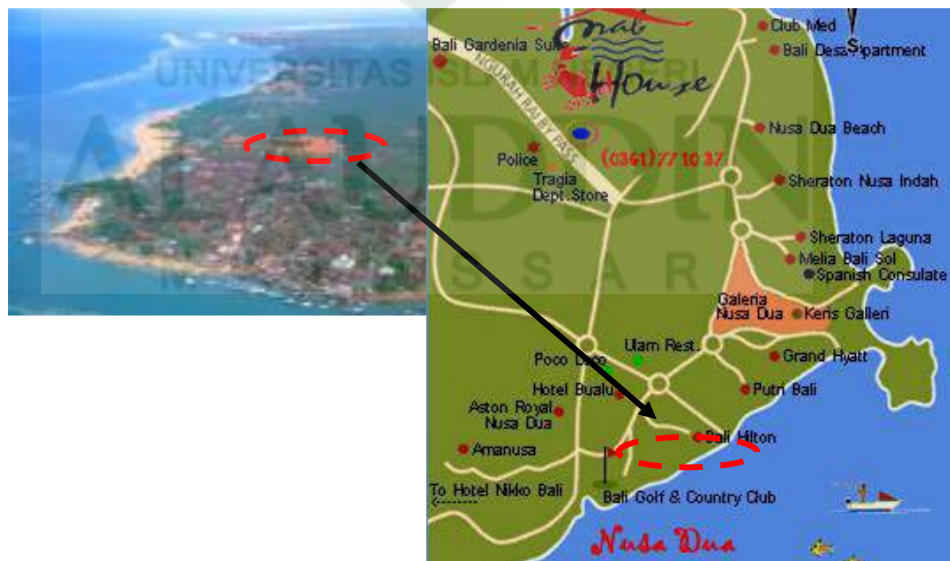 UNIVERSITAS ISLAM NEGERI
ALAUDDIN
M A K A S S A R
Crab
House
Club Med
S
Bali Gardenia Suite
Bali Desa Apartment
NGURAH RAI BY PASS
Nusa Dua Beach
Police
(0361) 77 10 37
Tragia
Dept. Store
Sheraton Nusa Indah
Sheraton Laguna
Melia Bali Sol
Spanish Consulate
Galeria
Nusa Dua
Keris Galleri
Ulam Rest.
Poco Loco
Grand Hyatt
Hotel Bualu
Putri Bali
Aston Royal
Nusa Dua
Bali Hilton
Amanusa
To Hotel Nikko Bali
Bali Golf & Country Club
Nusa Dua